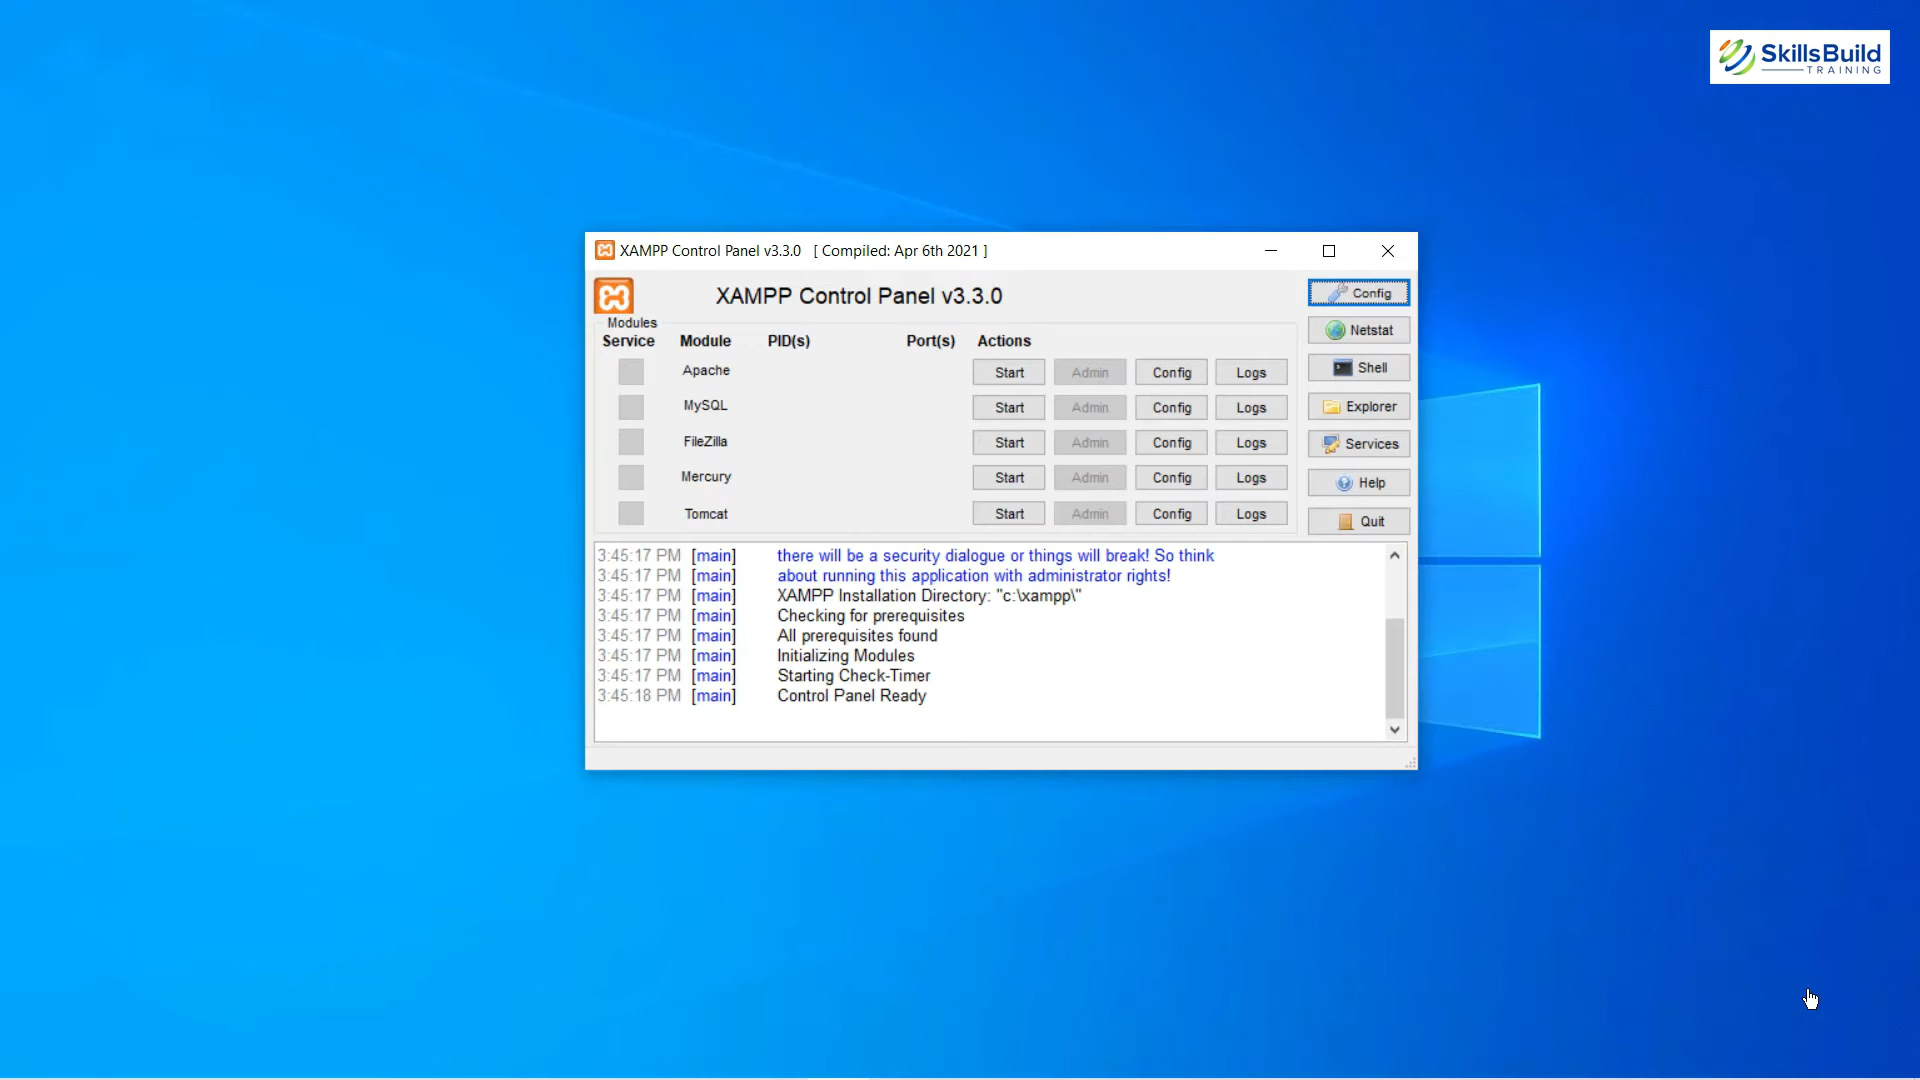 SkillsBuild
TRAINING
XAMPP Control Panel v3.3.0 [ Compiled: Apr 6th 2021 ]
XAMPP Control Panel v3.3.0
Config
Modules
Netstat
Service Module PID(s) Port(s) Actions
Apache Start Admin Config Logs
Shell
MySQL Start Admin Config Logs
Explorer
FileZilla Start Admin Config Logs
Services
Mercury Start Admin Config Logs
Help
Tomcat Start Admin Config Logs
Quit
3:45:17 PM [main] there will be a security dialogue or things will break! So think
3:45:17 PM [main] about running this application with administrator rights!
3:45:17 PM [main] XAMPP Installation Directory: "c:\xampp\"
3:45:17 PM [main] Checking for prerequisites
3:45:17 PM [main] All prerequisites found
3:45:17 PM [main] Initializing Modules
3:45:17 PM [main] Starting Check-Timer
3:45:18 PM [main] Control Panel Ready